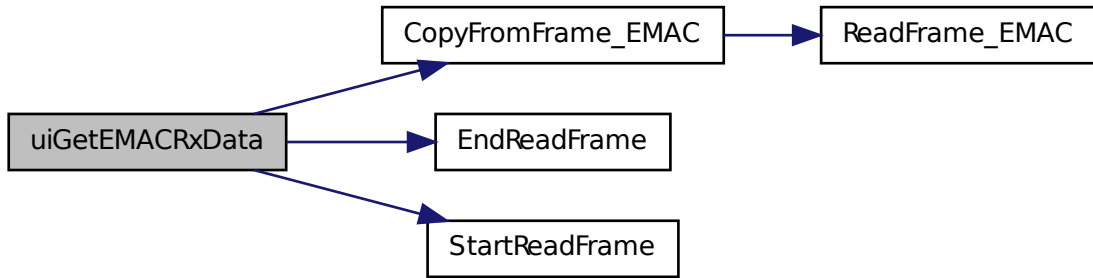 CopyFromFrame_EMAC
ReadFrame_EMAC
uiGetEMACRxData
EndReadFrame
StartReadFrame